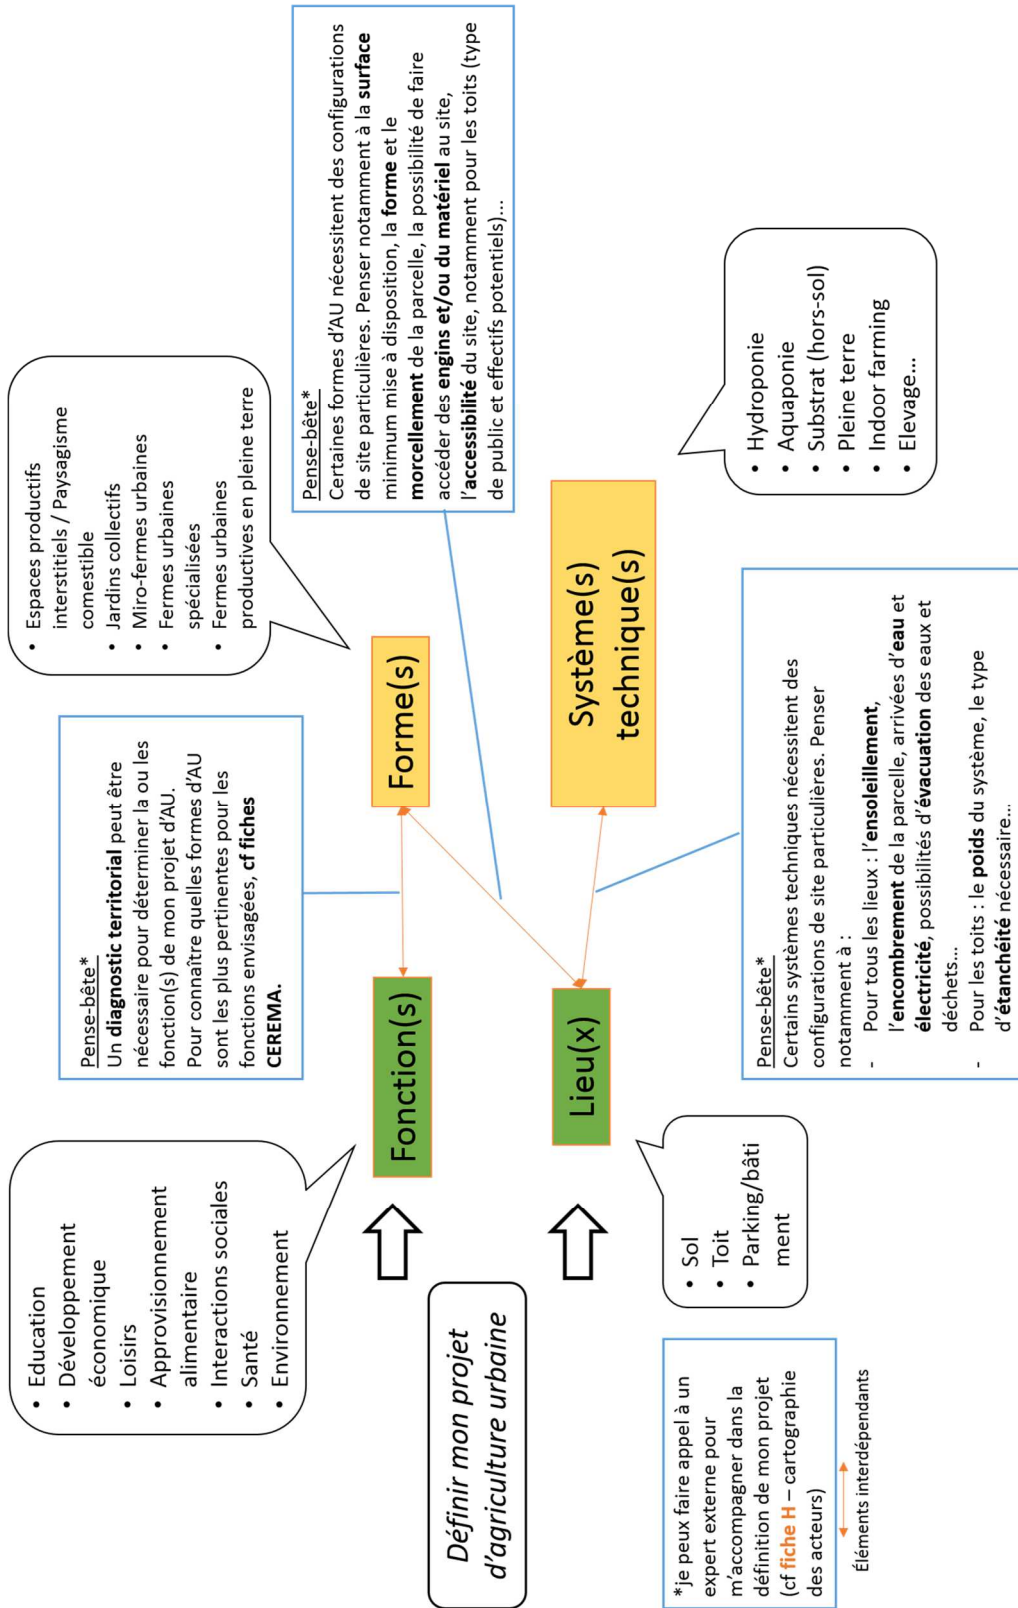 • Education
• Développement
économique
• Loisirs
• Approvisionnement
alimentaire
• Interactions sociales
• Santé
• Environnement
Pense-bête*
Un diagnostic territorial peut être
nécessaire pour déterminer la ou les
fonction(s) de mon projet d'AU.
Pour connaître quelles formes d'AU
sont les plus pertinentes pour les
fonctions envisagées, cf fiches
CEREMA.
• Espaces productifs
interstitiels / Paysagisme
comestible
• Jardins collectifs
• Miro-fermes urbaines
• Fermes urbaines
spécialisées
• Fermes urbaines
productives en pleine terre
Définir mon projet
d'agriculture urbaine
Fonction(s)
Forme(s)
Pense-bête*
Certaines formes d'AU nécessitent des configurations
de site particulières. Penser notamment à la surface
minimum mise à disposition, la forme et le
morcellement de la parcelle, la possibilité de faire
accéder des engins et/ou du matériel au site,
l'accessibilité du site, notamment pour les toits (type
de public et effectifs potentiels)...
Lieu(x)
Système(s)
technique(s)
*je peux faire appel à un
expert externe pour
m'accompagner dans la
définition de mon projet
(cf fiche H – cartographie
des acteurs)
Éléments interdépendants
• Sol
• Toit
• Parking/bâti
ment
Pense-bête*
Certains systèmes techniques nécessitent des
configurations de site particulières. Penser
notamment à :
- Pour tous les lieux : l'ensoleillement,
l'encombrement de la parcelle, arrivées d'eau et
électricité, possibilités d'évacuation des eaux et
déchets...
- Pour les toits : le poids du système, le type
d'étanchéité nécessaire...
• Hydroponie
• Aquaponie
• Substrat (hors-sol)
• Pleine terre
• Indoor farming
• Elevage...